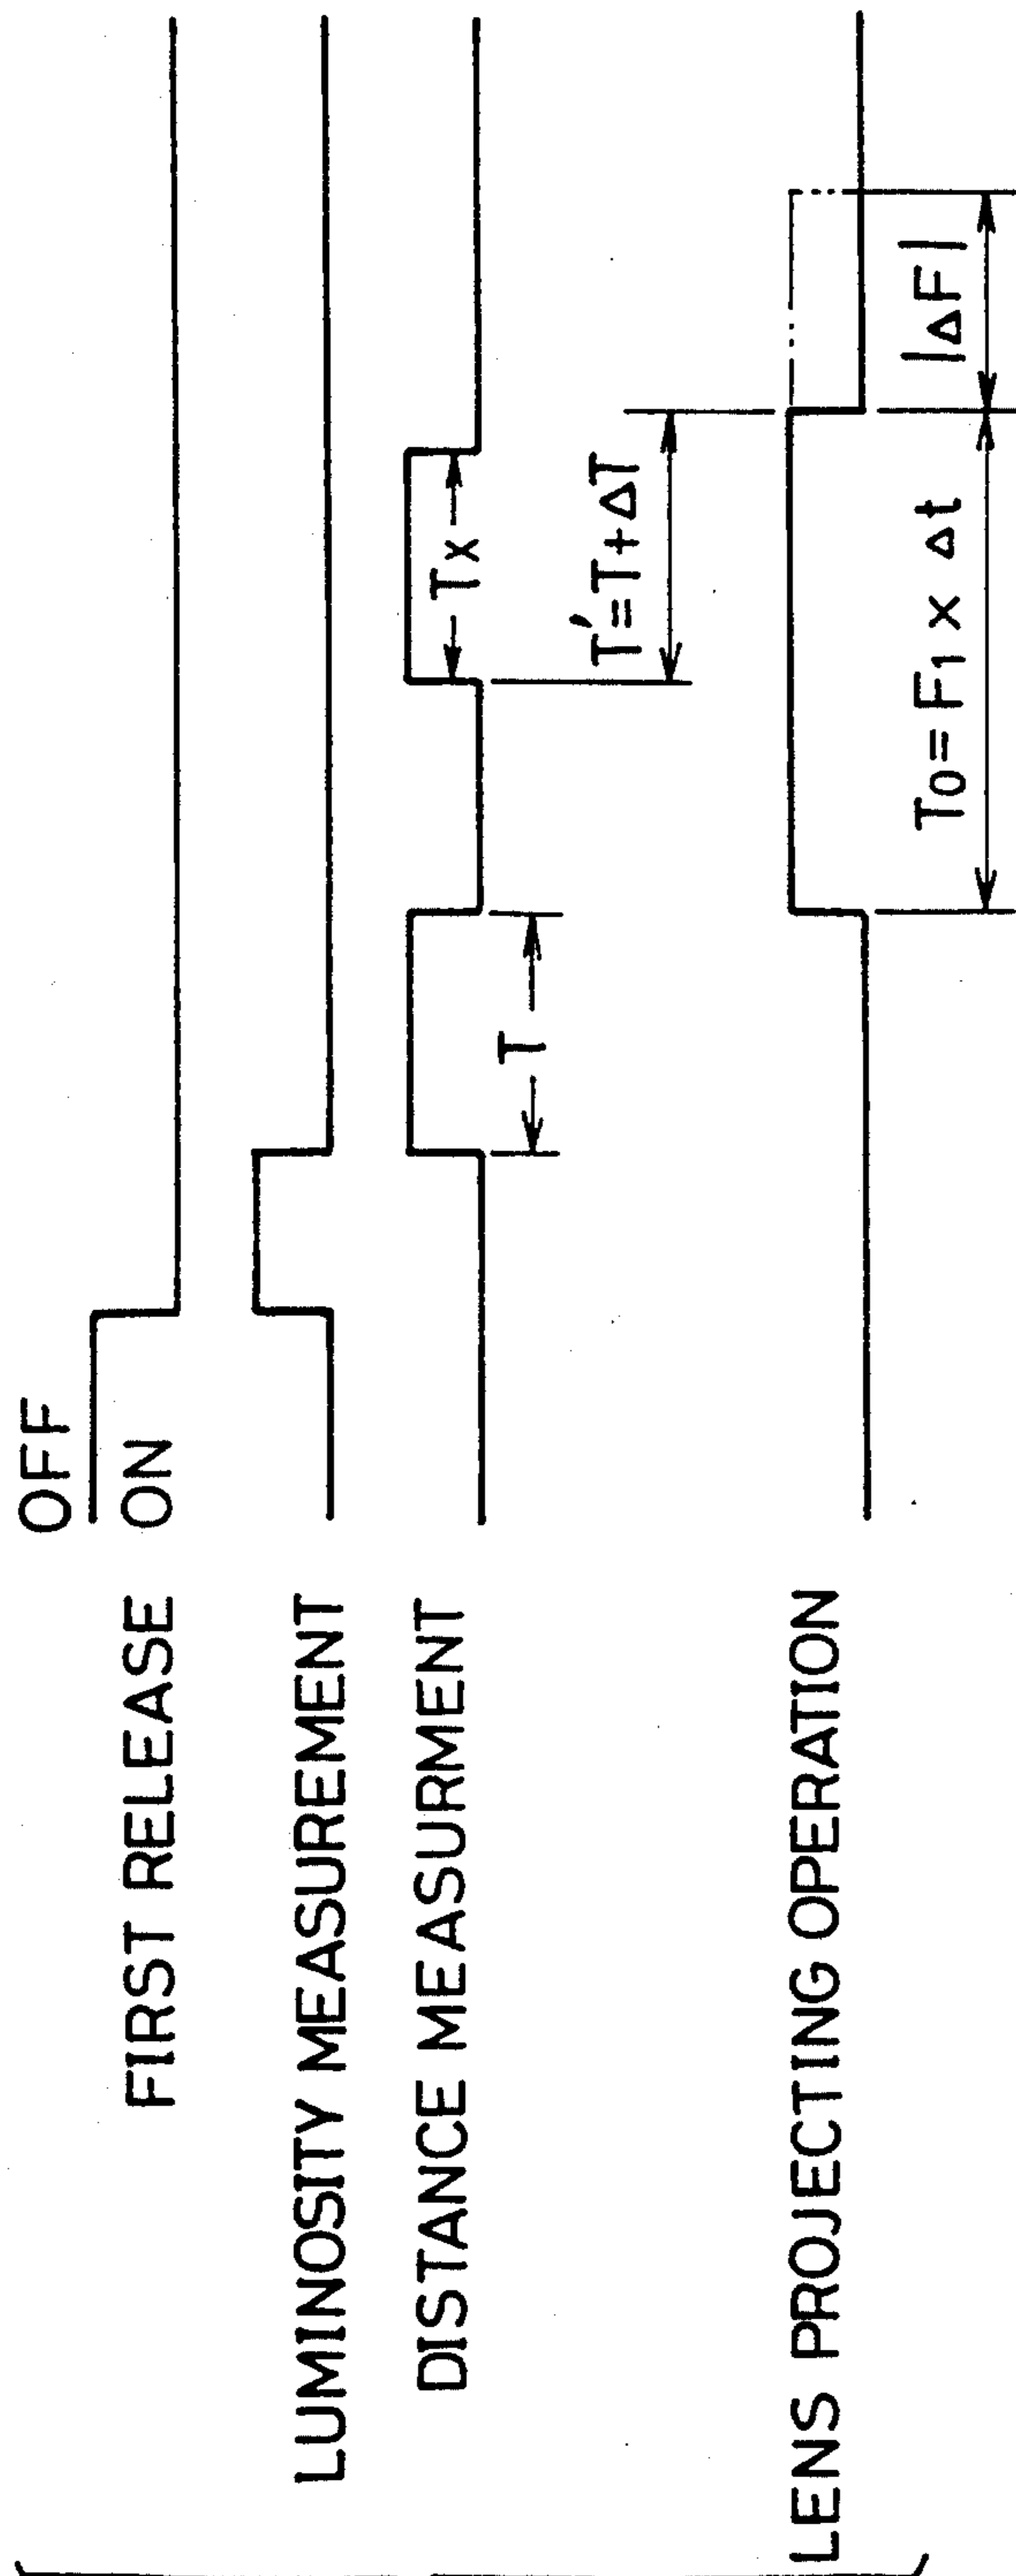 OFF
FIRST RELEASE ON
LUMINOSITY MEASUREMENT
DISTANCE MEASURMENT
T
Tx
T'=T+ΔT
LENS PROJECTING OPERATION
T0=F1×Δt
|ΔF|